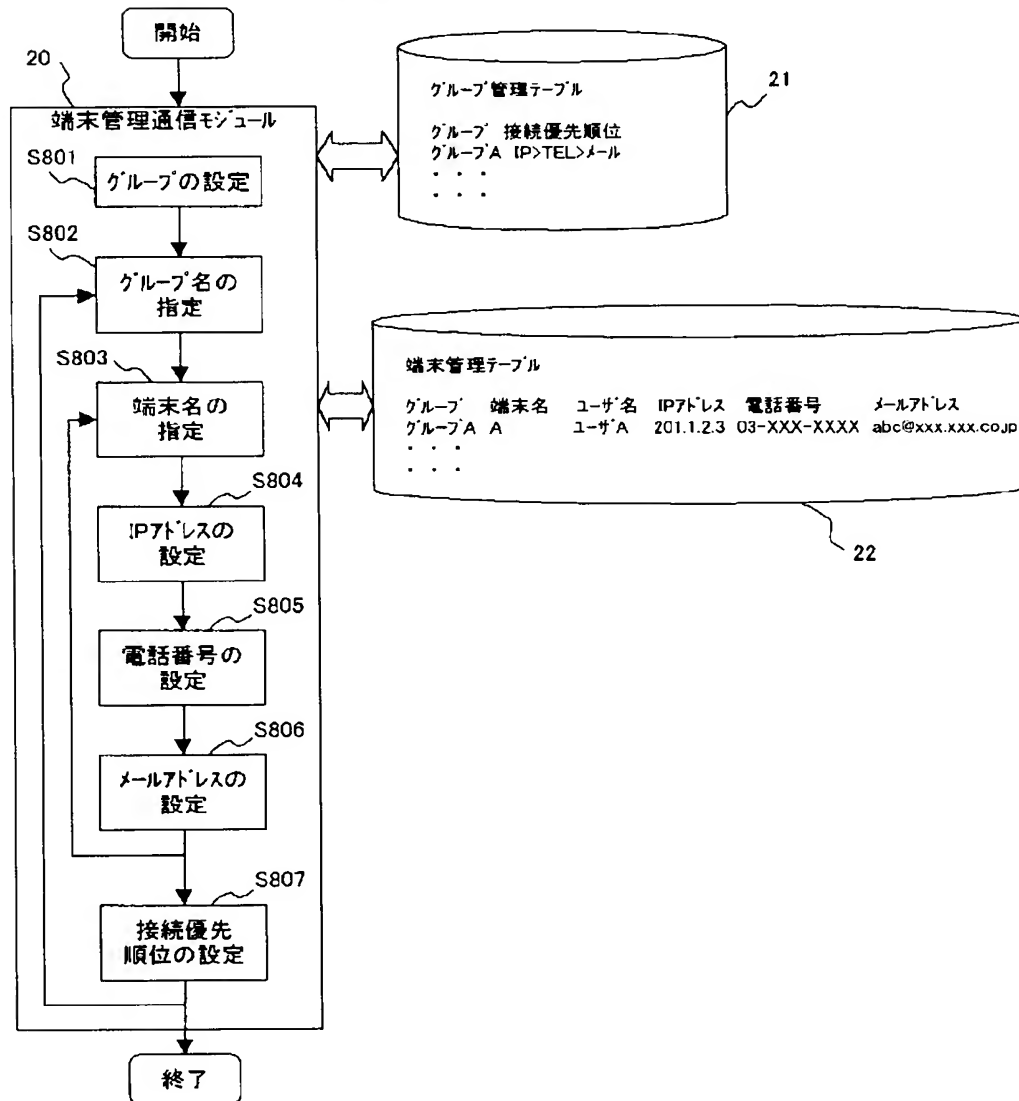 開始
20
端末管理通信モジュール
S801
グループの設定
S802
グループ名の
指定
S803
端末名の
指定
S804
IPアドレスの
設定
S805
電話番号の
設定
S806
メールアドレスの
設定
S807
接続優先
順位の設定
終了
21
グループ管理テーブル
グループ 接続優先順位
グループA IP>TEL>メール
・ ・ ・
・ ・ ・
端末管理テーブル
グループ 端末名 ユーザ名 IPアドレス 電話番号 メールアドレス
グループA A ユーザA 201.1.2.3 03-XXX-XXXX abc@xxx.xxx.co.jp
・ ・ ・
・ ・ ・
22